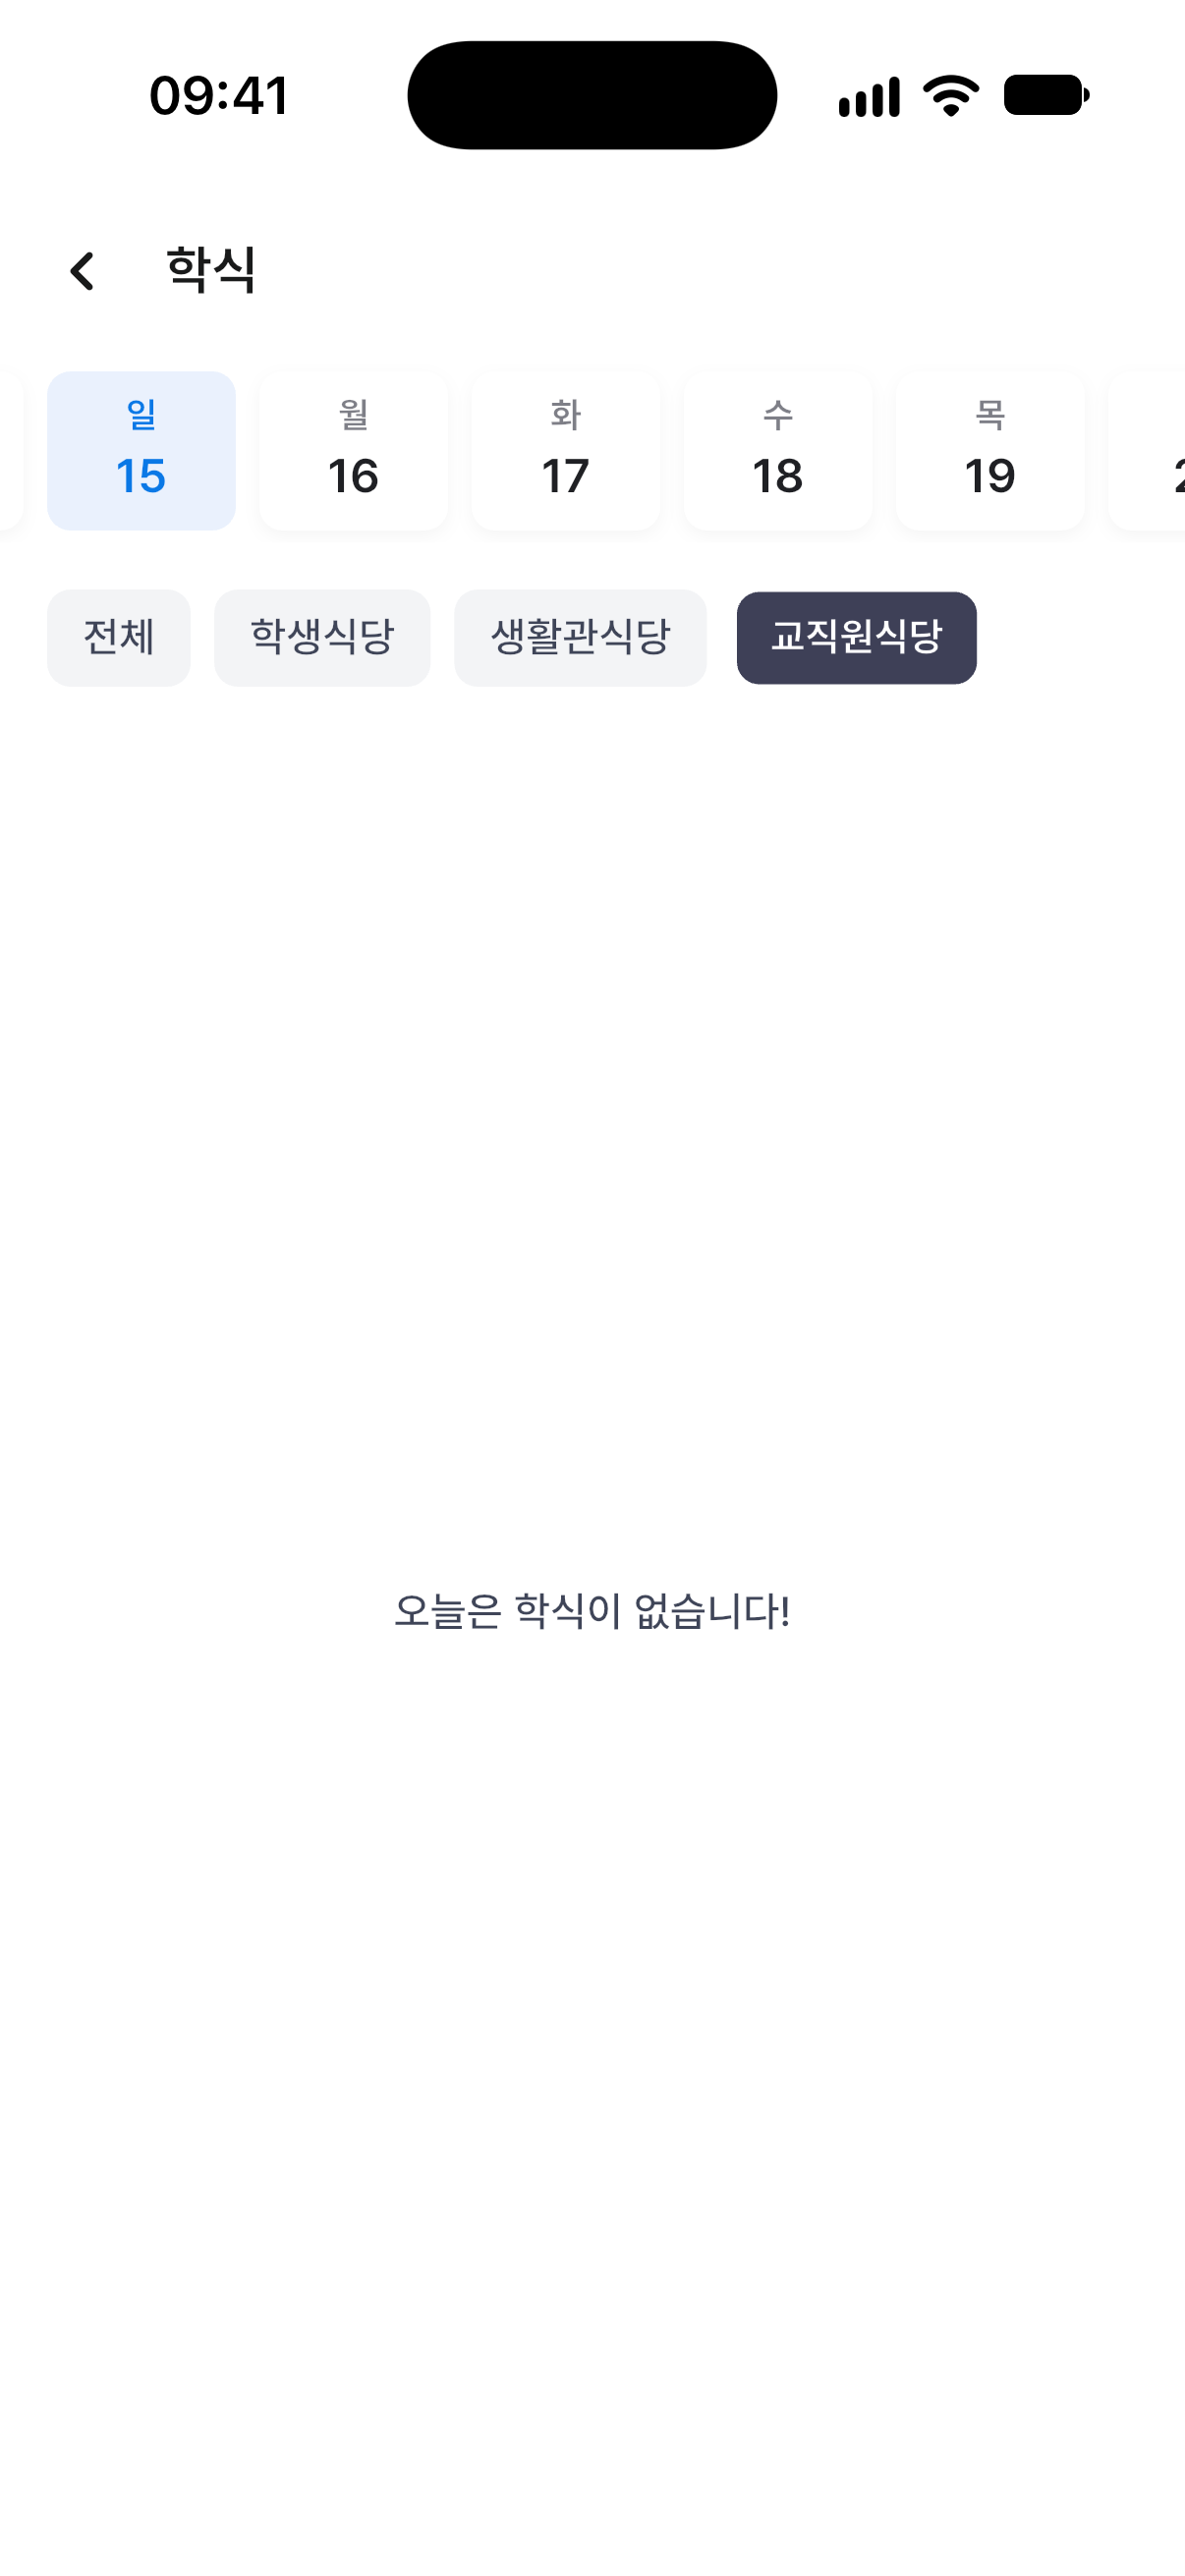 09:41
학식
일 월 화 수 목
15 16 17 18 19 2
전체 학생식당 생활관식당 교직원식당
오늘은 학식이 없습니다!